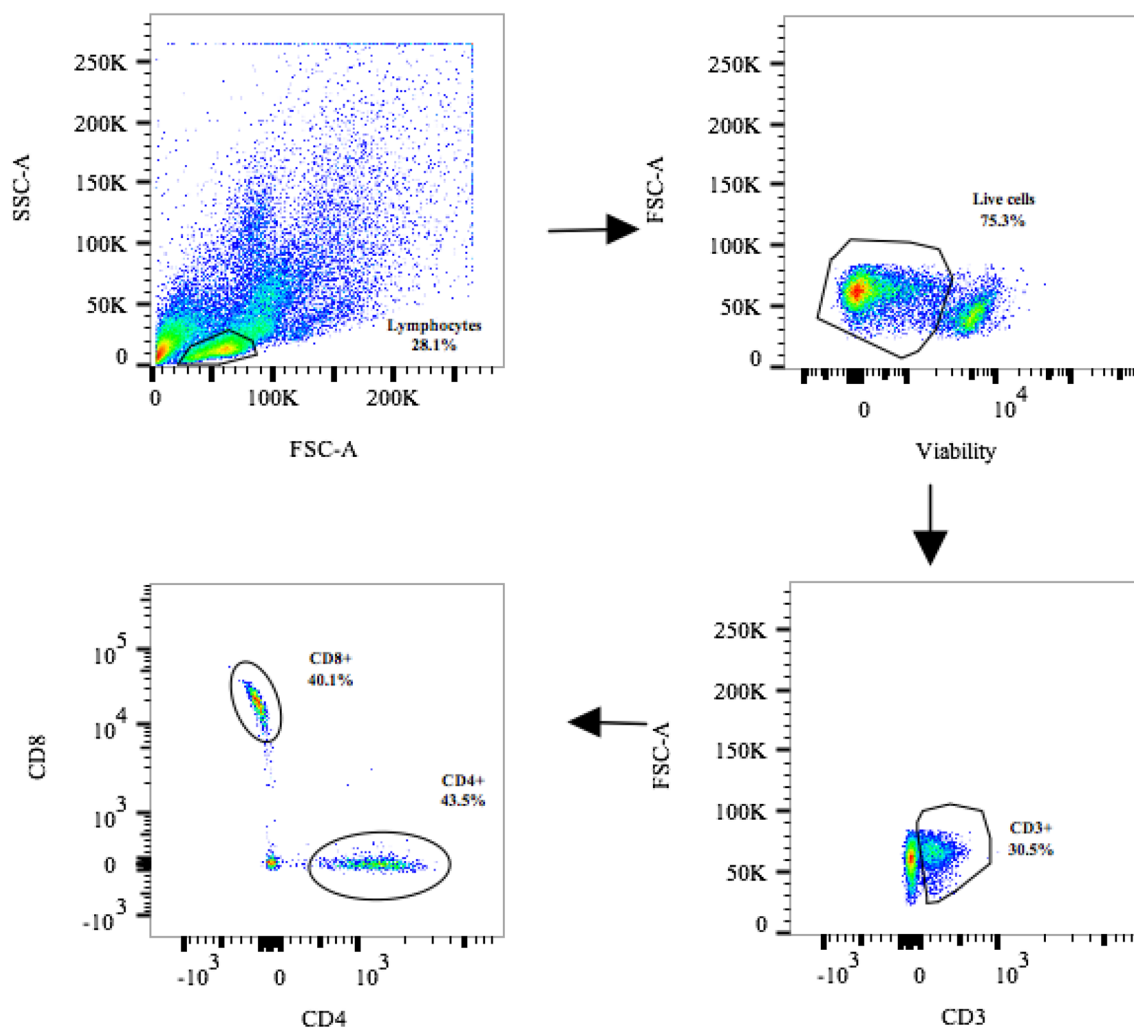 250K
200K
150K
100K
50K
0
SSC-A
Lymphocytes
28.1%
0
100K
200K
FSC-A
250K
200K
150K
100K
50K
0
FSC-A
Live cells
75.3%
0
10^4
Viability
10^5
10^4
10^3
0
-10^3
CD8
CD8+
40.1%
CD4+
43.5%
-10^3
0
10^3
CD4
250K
200K
150K
100K
50K
0
FSC-A
CD3+
30.5%
-10^3
0
10^3
CD3